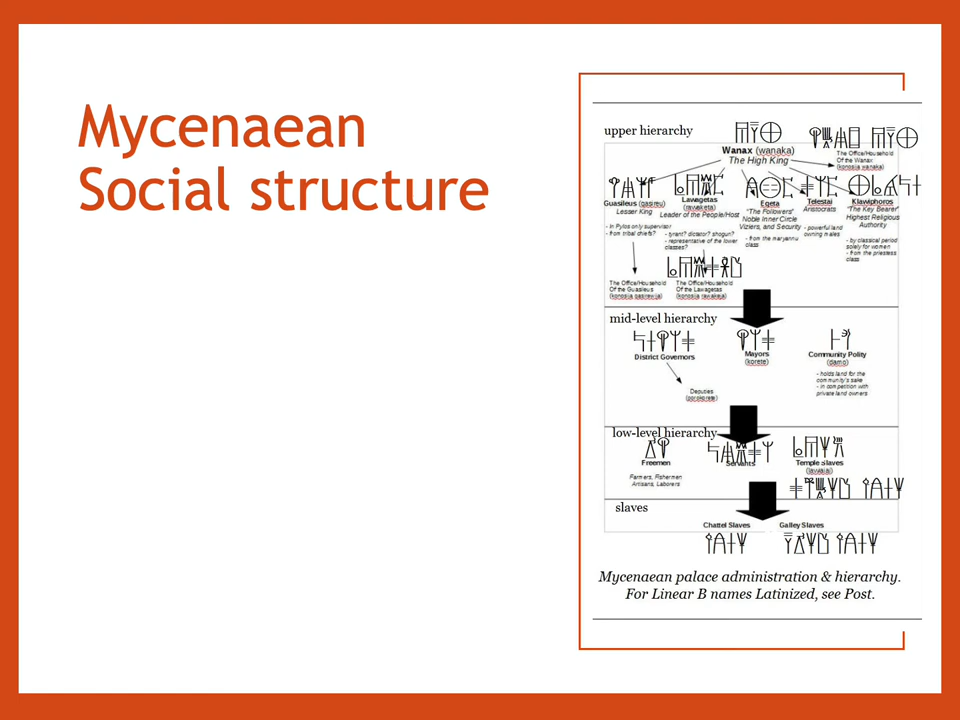 Mycenaean
Social structure
upper hierarchy
Wanax (wanaka)
The High King
The Office/Household
Of the Wanax
(konosija wanaka)
Guasileus (qasireu)
Lesser King
- In Pylos only supervisor
- from tribal chiefs?
Lawagetas
(rawaketa)
Leader of the People/Host
- tyrant? dictator? shogun?
- representative of the lower
classes?
Eqeta
"The Followers"
Noble Inner Circle
Viziers, and Security
- from the maryannu
class
Telestai
Aristocrats
- powerful land
owning males
Klawiphoros
"The Key Bearer"
Highest Religious
Authority
- by classical period
solely for women
- from the priestess
class
The Office/Household
Of the Guasileus
(konosija qasirewija)
The Office/Household
Of the Lawagetas
(konosija rawakeja)
mid-level hierarchy
District Governors
Mayors
(korete)
Community Polity
(damo)
- holds land for the
community's sake
- in competition with
private land owners
Deputies
(porokorete)
low-level hierarchy
Freemen
Farmers, Fishermen
Artisans, Laborers
Servants
Temple Slaves
slaves
Chattel Slaves
Galley Slaves
Mycenaean palace administration & hierarchy.
For Linear B names Latinized, see Post.